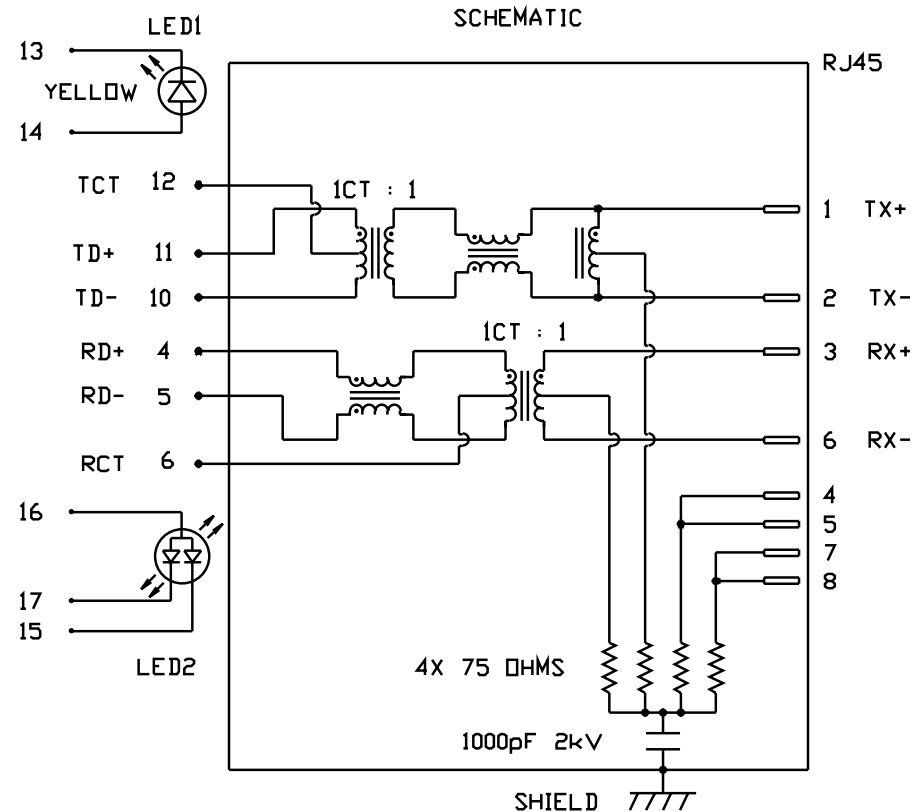 SCHEMATIC
LED1
13
RJ45
YELLOW
14
TCT 12
1CT : 1
1 TX+
TD+ 11
TD- 10
2 TX-
1CT : 1
RD+ 4
3 RX+
RD- 5
6 RX-
RCT 6
4
16
5
7
8
17
15
LED2
4X 75 OHMS
1000pF 2kV
SHIELD